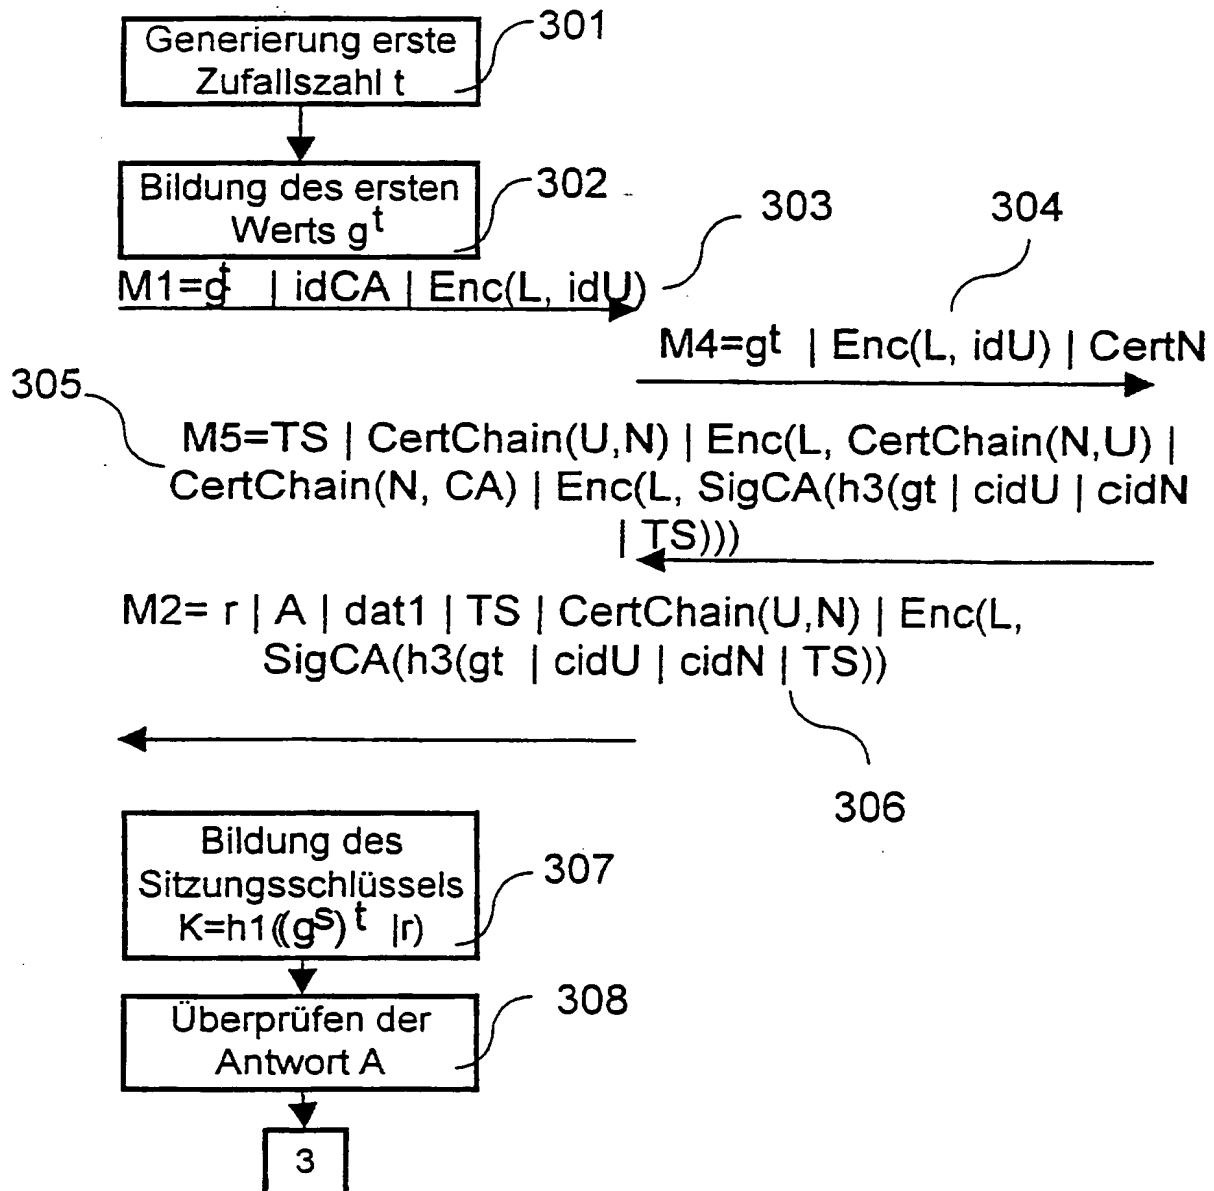 Generierung erste
Zufallszahl t
301
Bildung des ersten
Werts g^t
302
303
304
M1=g^t | idCA | Enc(L, idU)
M4=g^t | Enc(L, idU) | CertN
305
M5=TS | CertChain(U,N) | Enc(L, CertChain(N,U) |
CertChain(N, CA) | Enc(L, SigCA(h3(gt | cidU | cidN
| TS)))
M2= r | A | dat1 | TS | CertChain(U,N) | Enc(L,
SigCA(h3(gt | cidU | cidN | TS))
306
Bildung des
Sitzungsschlüssels
K=h1((g^s)^t |r)
307
Überprüfen der
Antwort A
308
3